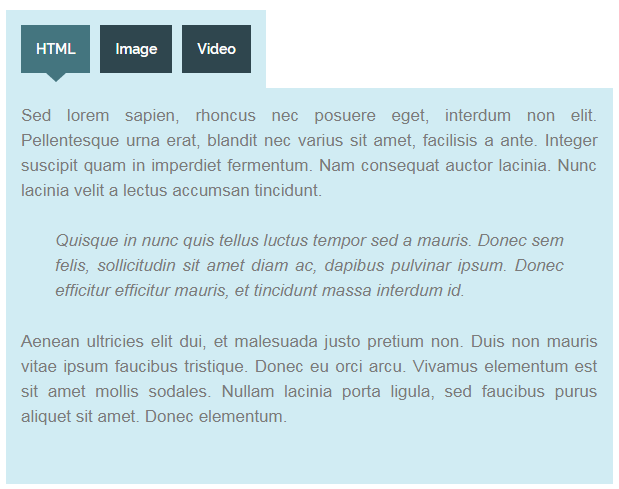 HTML Image Video
Sed lorem sapien, rhoncus nec posuere eget, interdum non elit.
Pellentesque urna erat, blandit nec varius sit amet, facilisis a ante. Integer
suscipit quam in imperdiet fermentum. Nam consequat auctor lacinia. Nunc
lacinia velit a lectus accumsan tincidunt.
Quisque in nunc quis tellus luctus tempor sed a mauris. Donec sem
felis, sollicitudin sit amet diam ac, dapibus pulvinar ipsum. Donec
efficitur efficitur mauris, et tincidunt massa interdum id.
Aenean ultricies elit dui, et malesuada justo pretium non. Duis non mauris
vitae ipsum faucibus tristique. Donec eu orci arcu. Vivamus elementum est
sit amet mollis sodales. Nullam lacinia porta ligula, sed faucibus purus
aliquet sit amet. Donec elementum.